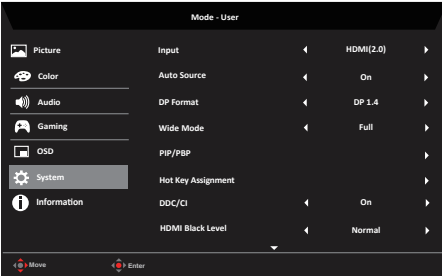 Mode - User
Picture
Input HDMI(2.0)
Color
Auto Source On
Audio
DP Format DP 1.4
Gaming
Wide Mode Full
OSD
PIP/PBP
System
Hot Key Assignment
Information
DDC/CI On
HDMI Black Level Normal
Move Enter